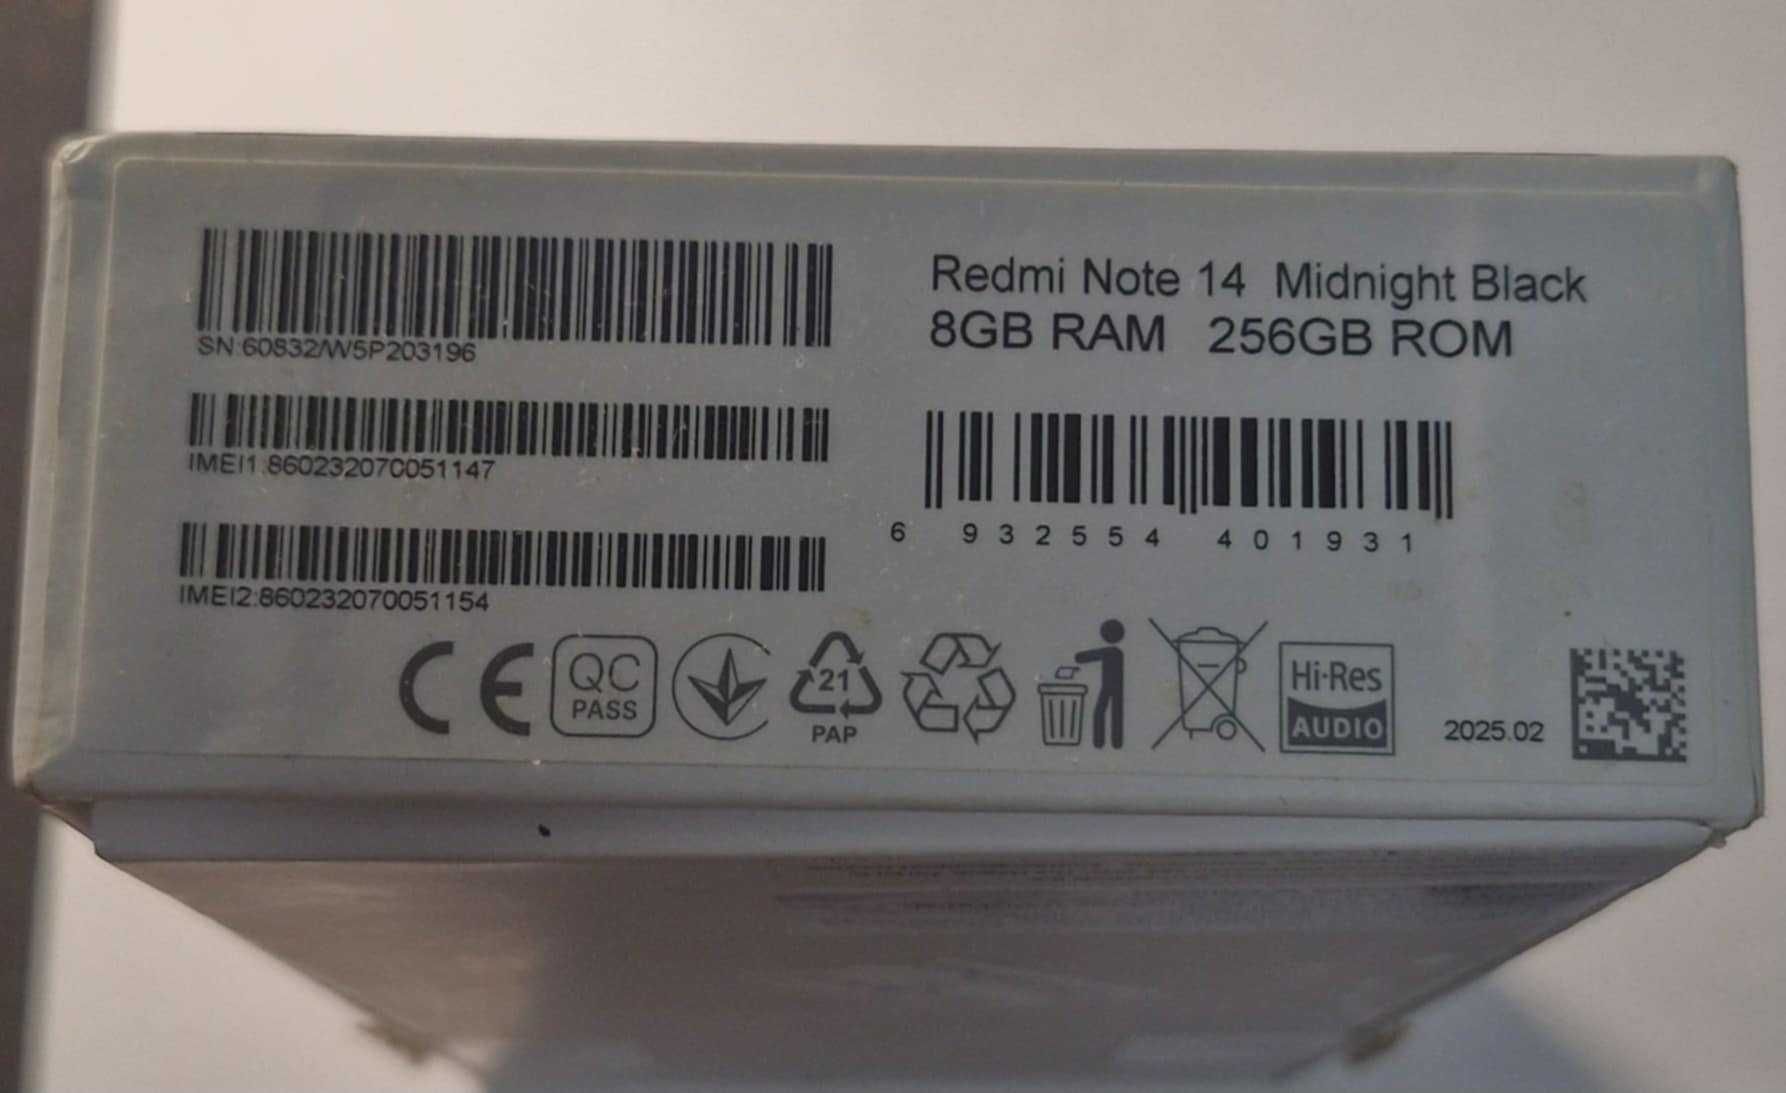 SN:60832/W5P203196
IMEI1:860232070051147
IMEI2:860232070051154
Redmi Note 14 Midnight Black
8GB RAM 256GB ROM
6 932554 401931
CE
QC
PASS
21
PAP
Hi-Res
AUDIO
2025.02